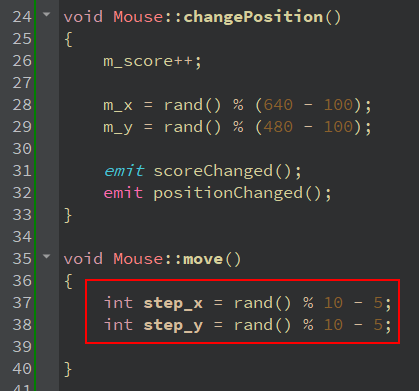 24 void Mouse::changePosition()
25 {
26 m_score++;
27
28 m_x = rand() % (640 - 100);
29 m_y = rand() % (480 - 100);
30
31 emit scoreChanged();
32 emit positionChanged();
33 }
34
35 void Mouse::move()
36 {
37 int step_x = rand() % 10 - 5;
38 int step_y = rand() % 10 - 5;
39
40 }
41